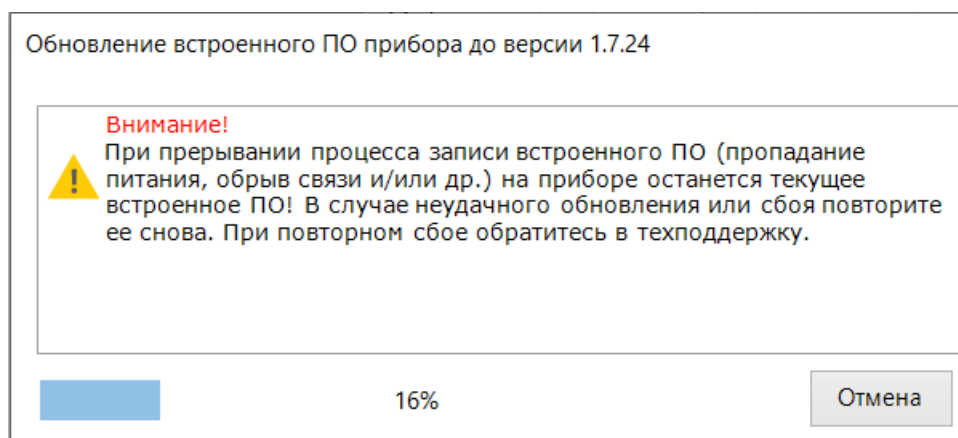 Обновление встроенного ПО прибора до версии 1.7.24
Внимание!
При прерывании процесса записи встроенного ПО (пропадание
питания, обрыв связи и/или др.) на приборе останется текущее
встроенное ПО! В случае неудачного обновления или сбоя повторите
ее снова. При повторном сбое обратитесь в техподдержку.
16%
Отмена